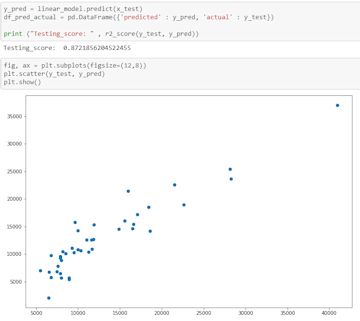 y_pred = linear_model.predict(x_test)
df_pred_actual = pd.DataFrame({'predicted' : y_pred, 'actual' : y_test})
print ("Testing_score: " , r2_score(y_test, y_pred))
Testing_score:  0.8721856204522455
fig, ax = plt.subplots(figsize=(12,8))
plt.scatter(y_test, y_pred)
plt.show()
35000
30000
25000
20000
15000
10000
5000
5000 10000 15000 20000 25000 30000 35000 40000